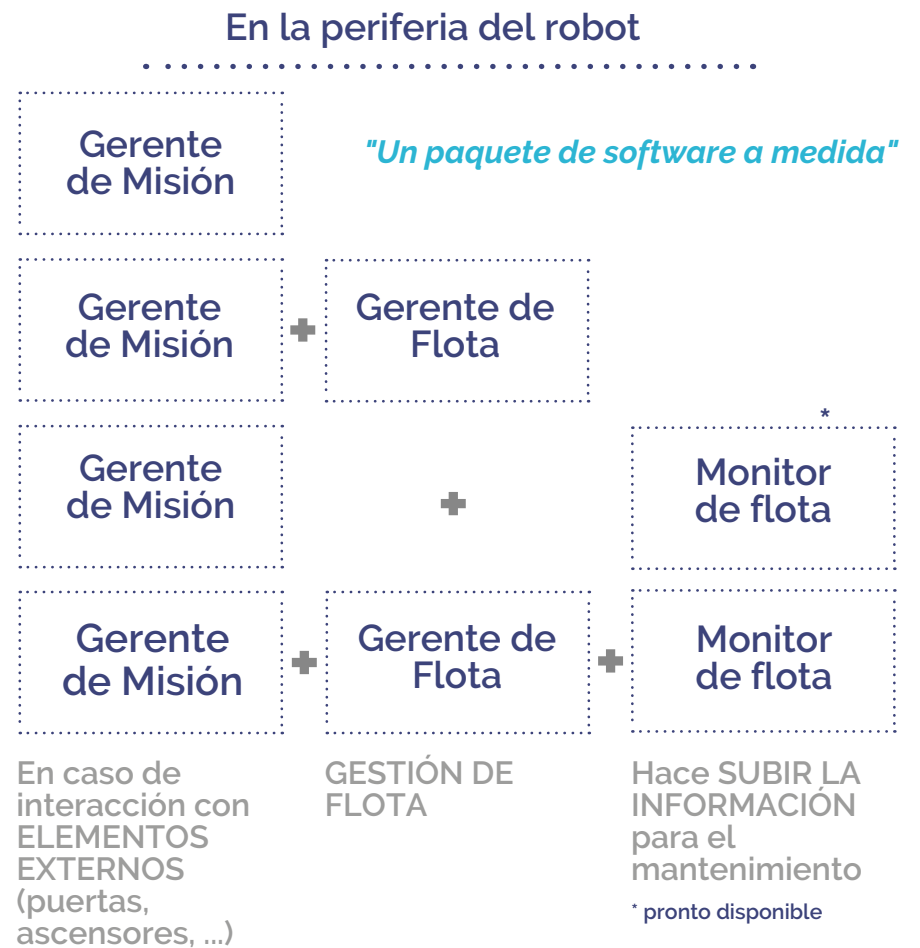 En la periferia del robot
Gerente
de Misión
"Un paquete de software a medida"
Gerente
de Misión
Gerente de
Flota
Gerente
de Misión
*
Monitor
de flota
Gerente
de Misión
Gerente de
Flota
Monitor
de flota
En caso de
interacción con
ELEMENTOS
EXTERNOS
(puertas,
ascensores, ...)
GESTIÓN DE
FLOTA
Hace SUBIR LA
INFORMACIÓN
para el
mantenimiento
* pronto disponible